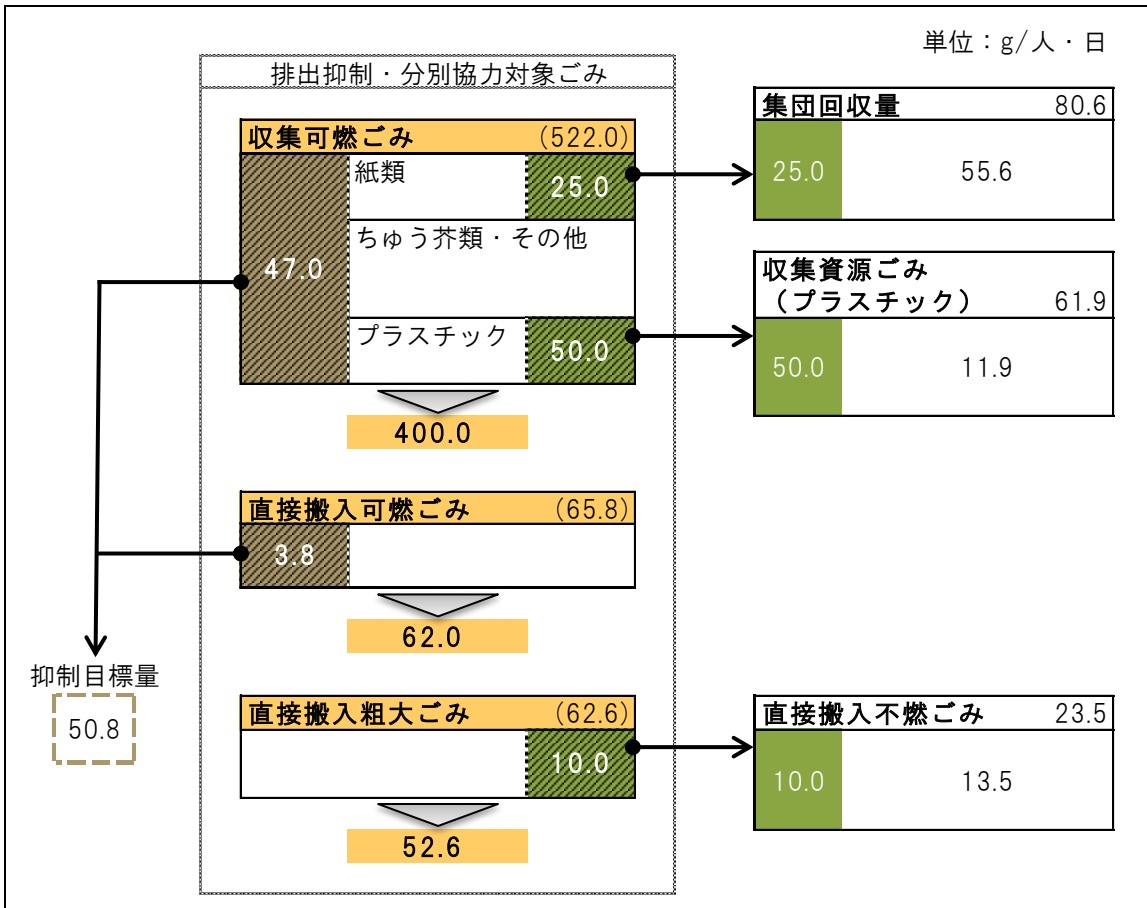 単位：g/人・日
排出抑制・分別協力対象ごみ
収集可燃ごみ (522.0)
紙類
25.0
ちゅう芥類・その他
47.0
プラスチック
50.0
400.0
集団回収量 80.6
25.0 55.6
収集資源ごみ
（プラスチック） 61.9
50.0 11.9
直接搬入可燃ごみ (65.8)
3.8
62.0
抑制目標量
50.8
直接搬入粗大ごみ (62.6)
10.0
52.6
直接搬入不燃ごみ 23.5
10.0 13.5